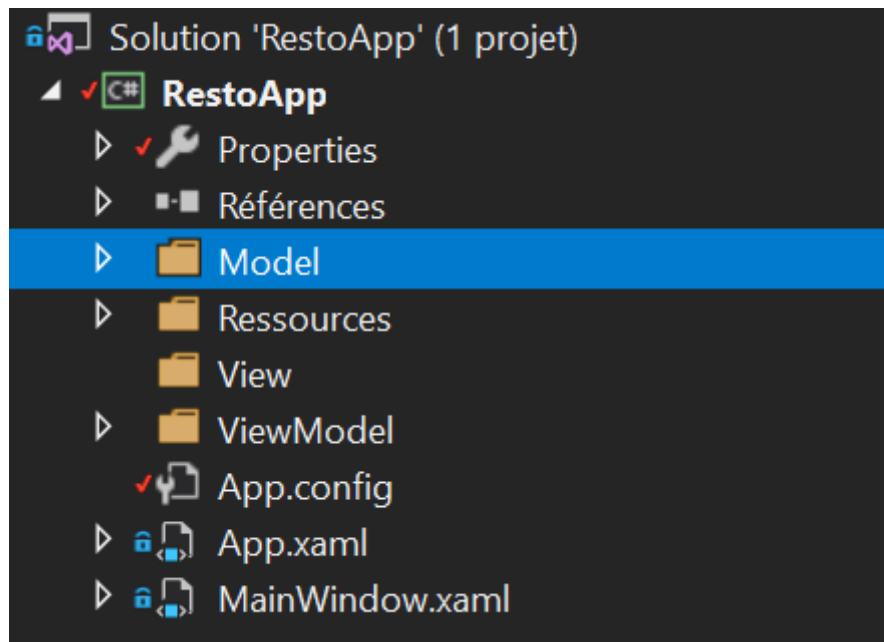 Solution 'RestoApp' (1 projet)
C# RestoApp
Properties
Références
Model
Ressources
View
ViewModel
App.config
App.xaml
MainWindow.xaml